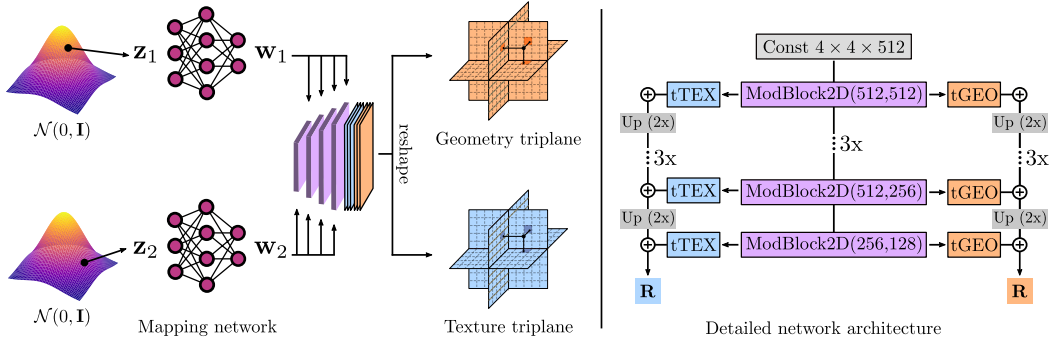 z₁
w₁
𝒩(0, I)
reshape
Geometry triplane
z₂
w₂
𝒩(0, I)
Mapping network
Texture triplane
Const 4 × 4 × 512
tTEX
ModBlock2D(512,512)
tGEO
Up (2x)
Up (2x)
3x
3x
3x
tTEX
ModBlock2D(512,256)
tGEO
Up (2x)
Up (2x)
tTEX
ModBlock2D(256,128)
tGEO
R
R
Detailed network architecture